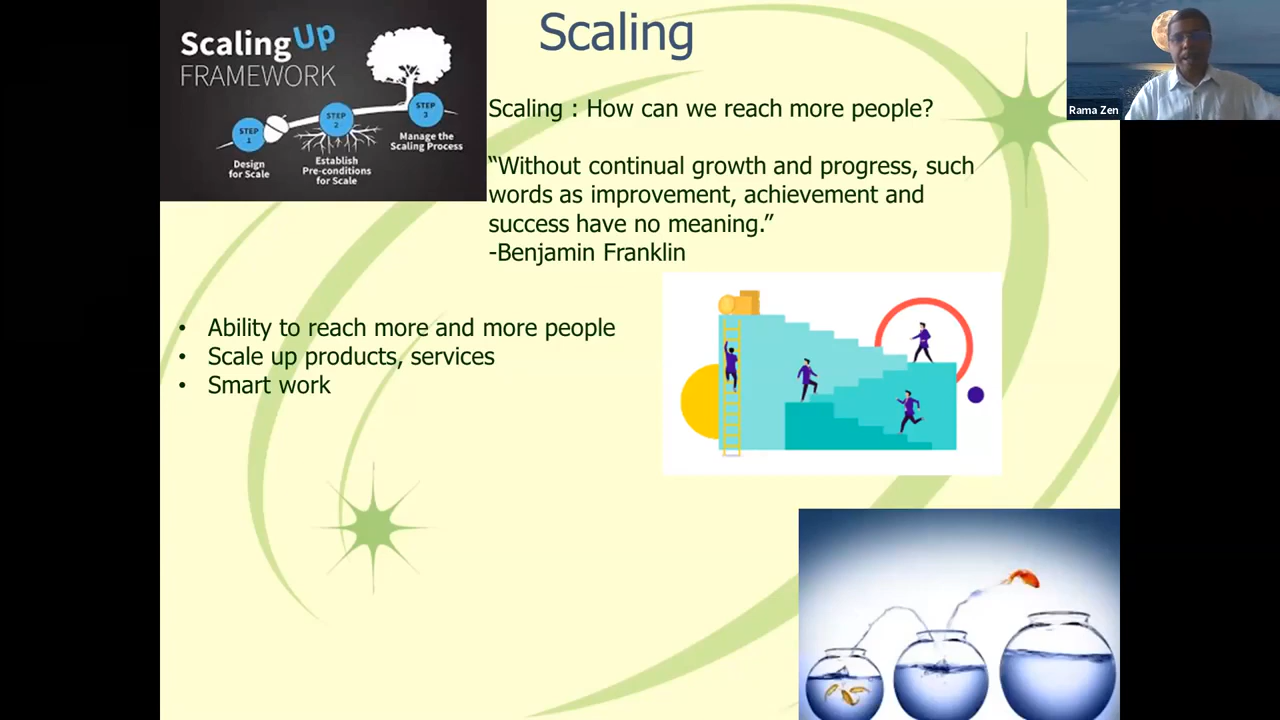 Scaling Up
FRAMEWORK
STEP
1
Design
for Scale
STEP
2
Establish
Pre-conditions
for Scale
STEP
3
Manage the
Scaling Process
Scaling
Scaling : How can we reach more people?
“Without continual growth and progress, such
words as improvement, achievement and
success have no meaning.”
-Benjamin Franklin
• Ability to reach more and more people
• Scale up products, services
• Smart work
Rama Zen